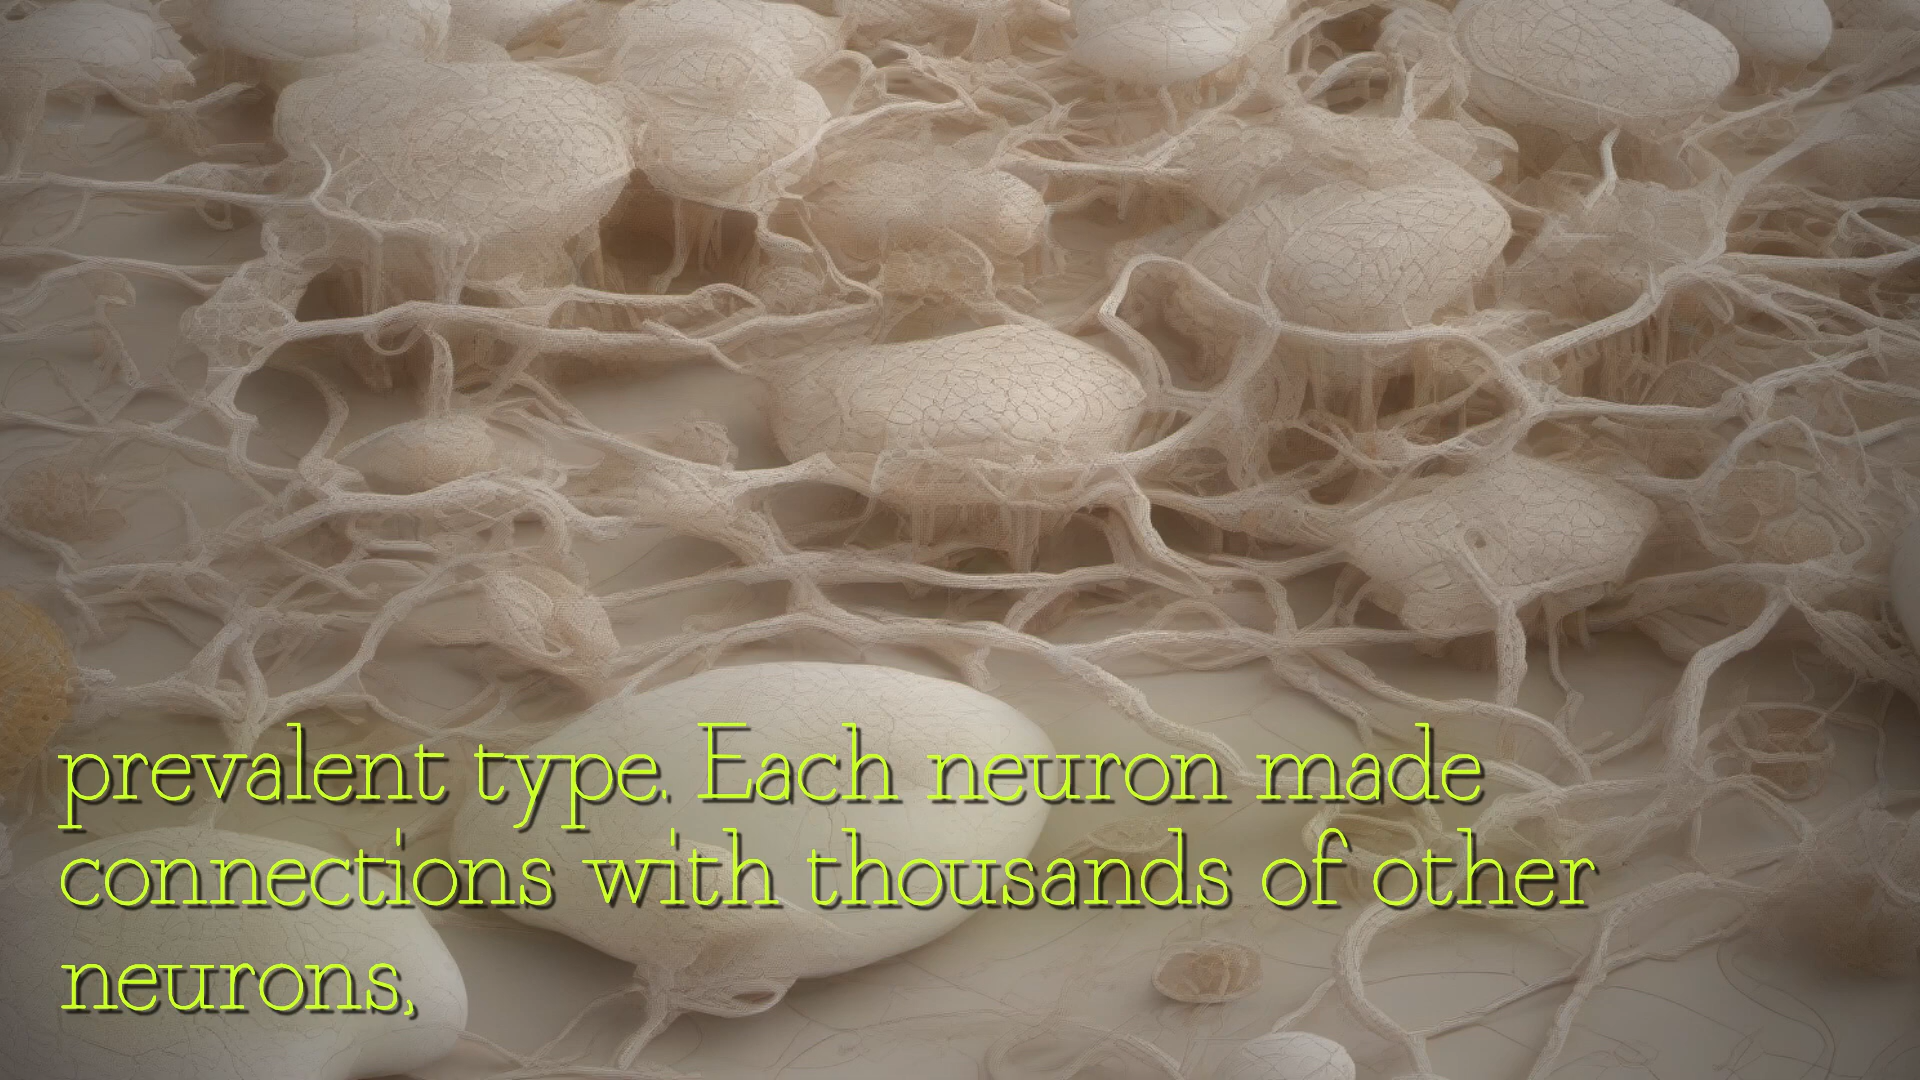 prevalent type. Each neuron made
connections with thousands of other
neurons,